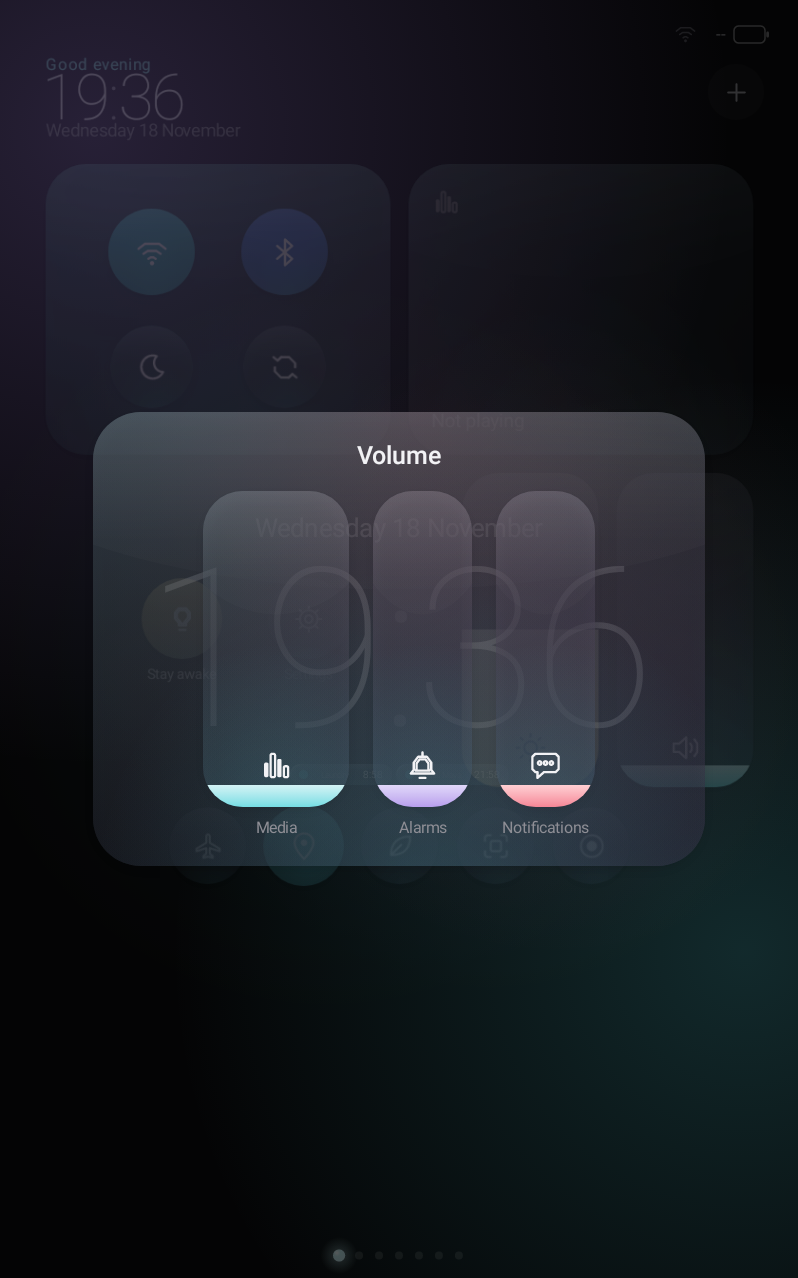 --
Good evening
19:36
Wednesday 18 November
Not playing
Volume
Wednesday 18 November
19:36
Stay awake
Media
Alarms
Notifications